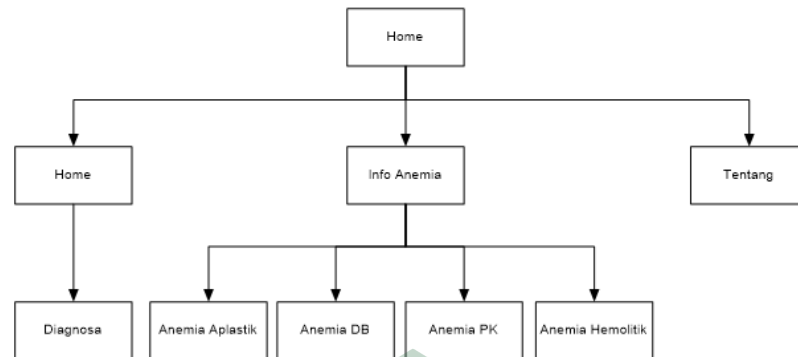 Home
Home
Info Anemia
Tentang
Diagnosa
Anemia Aplastik
Anemia DB
Anemia PK
Anemia Hemolitik